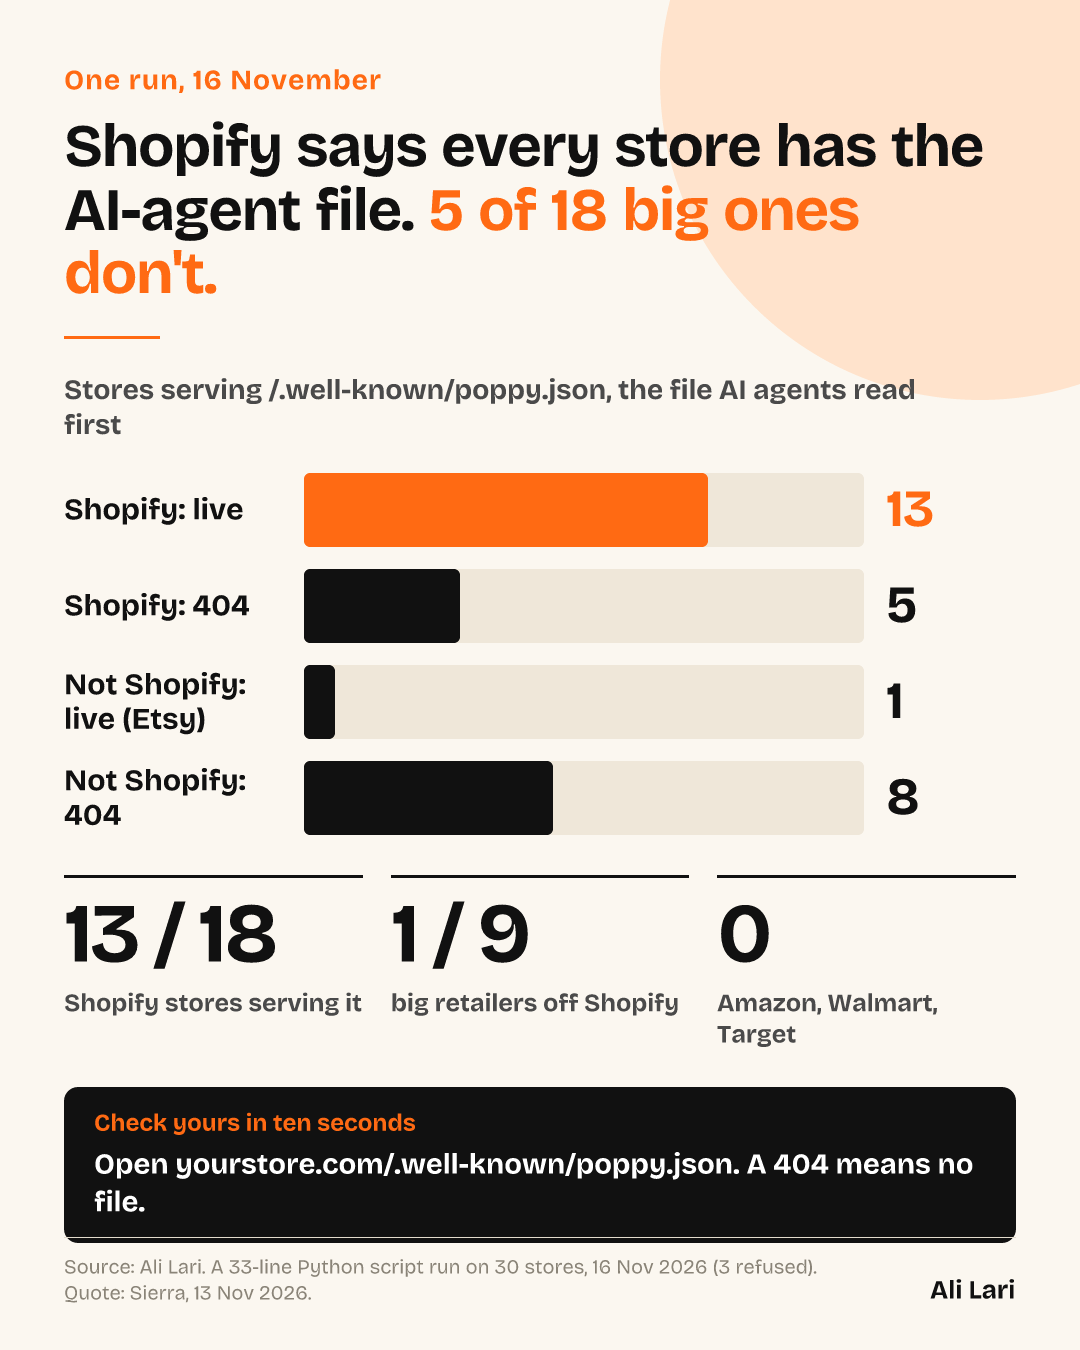 One run, 16 November
Shopify says every store has the
AI-agent file. 5 of 18 big ones
don't.
Stores serving /.well-known/poppy.json, the file AI agents read
first
Shopify: live
13
Shopify: 404
5
Not Shopify:
live (Etsy)
1
Not Shopify:
404
8
13 / 18
Shopify stores serving it
1 / 9
big retailers off Shopify
0
Amazon, Walmart,
Target
Check yours in ten seconds
Open yourstore.com/.well-known/poppy.json. A 404 means no
file.
Source: Ali Lari. A 33-line Python script run on 30 stores, 16 Nov 2026 (3 refused).
Quote: Sierra, 13 Nov 2026.
Ali Lari